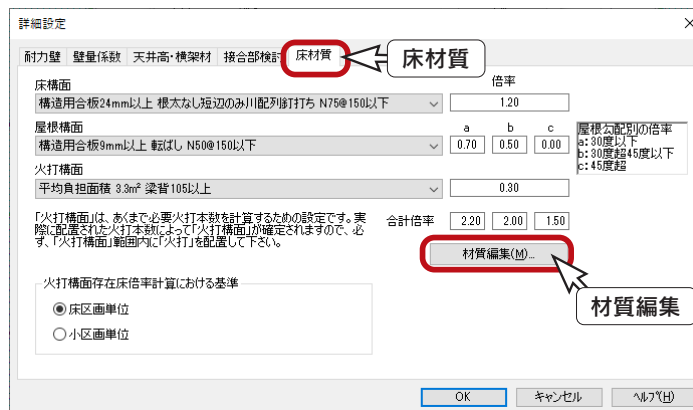 詳細設定
耐力壁 壁量係数 天井高・横架材 接合部検討 床材質
床材質
床構面 倍率
構造用合板24mm以上 根太なし短辺のみ川配列釘打ち N75@150以下 1.20
屋根構面 a b c 屋根勾配別の倍率
構造用合板9mm以上 転ばし N50@150以下 0.70 0.50 0.00 a:30度以下
b:30度超45度以下
c:45度超
火打構面
平均負担面積 3.3㎡ 梁背105以上 0.30
「火打構面」は、あくまで必要火打本数を計算するための設定です。実
際に配置された火打本数によって「火打構面」が確定されますので、必
ず、「火打構面」範囲内に「火打」を配置して下さい。
合計倍率 2.20 2.00 1.50
材質編集(M)...
材質編集
火打構面存在床倍率計算における基準
床区画単位
小区画単位
OK キャンセル ヘルプ(H)